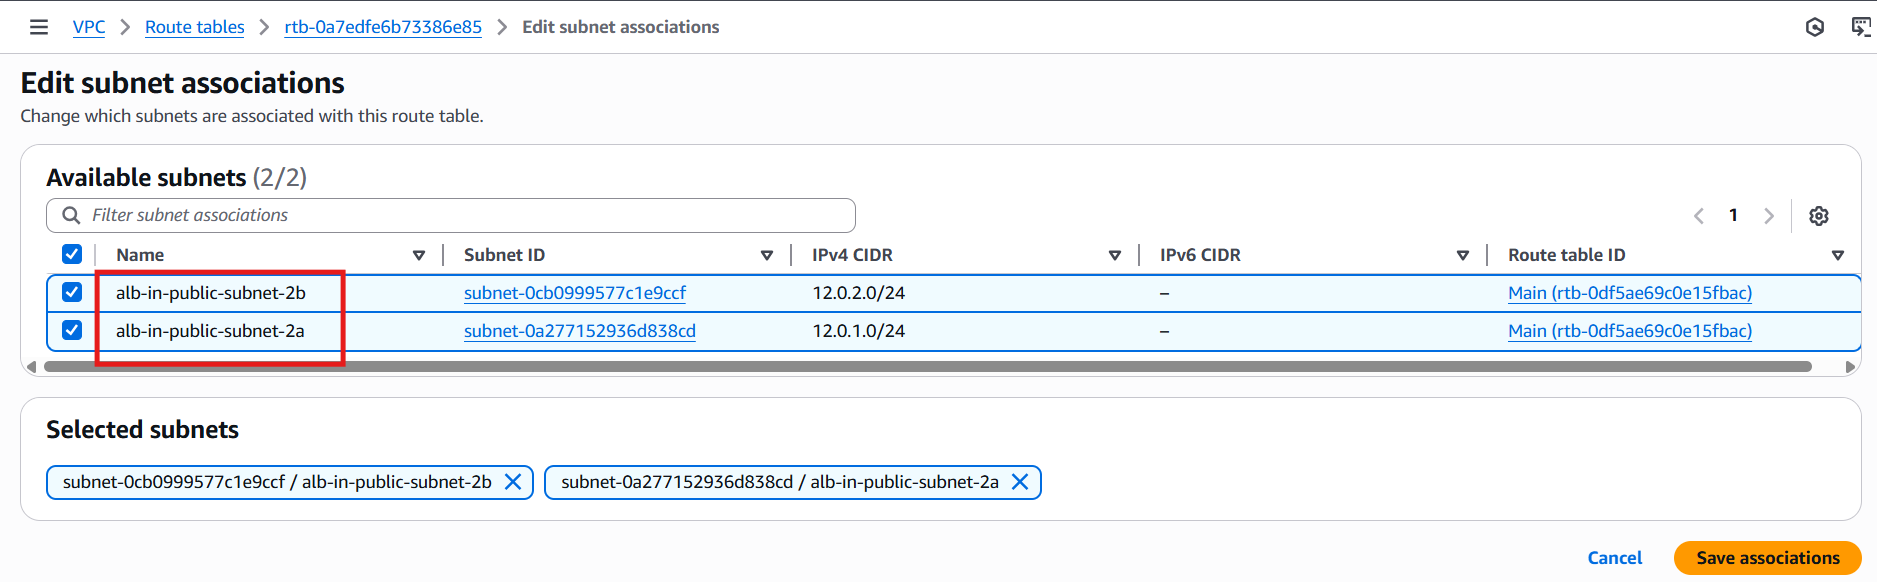 VPC > Route tables > rtb-0a7edfe6b73386e85 > Edit subnet associations
Edit subnet associations
Change which subnets are associated with this route table.
Available subnets (2/2)
Filter subnet associations
1
Name Subnet ID IPv4 CIDR IPv6 CIDR Route table ID
alb-in-public-subnet-2b subnet-0cb0999577c1e9ccf 12.0.2.0/24 – Main (rtb-0df5ae69c0e15fbac)
alb-in-public-subnet-2a subnet-0a277152936d838cd 12.0.1.0/24 – Main (rtb-0df5ae69c0e15fbac)
Selected subnets
subnet-0cb0999577c1e9ccf / alb-in-public-subnet-2b subnet-0a277152936d838cd / alb-in-public-subnet-2a
Cancel Save associations